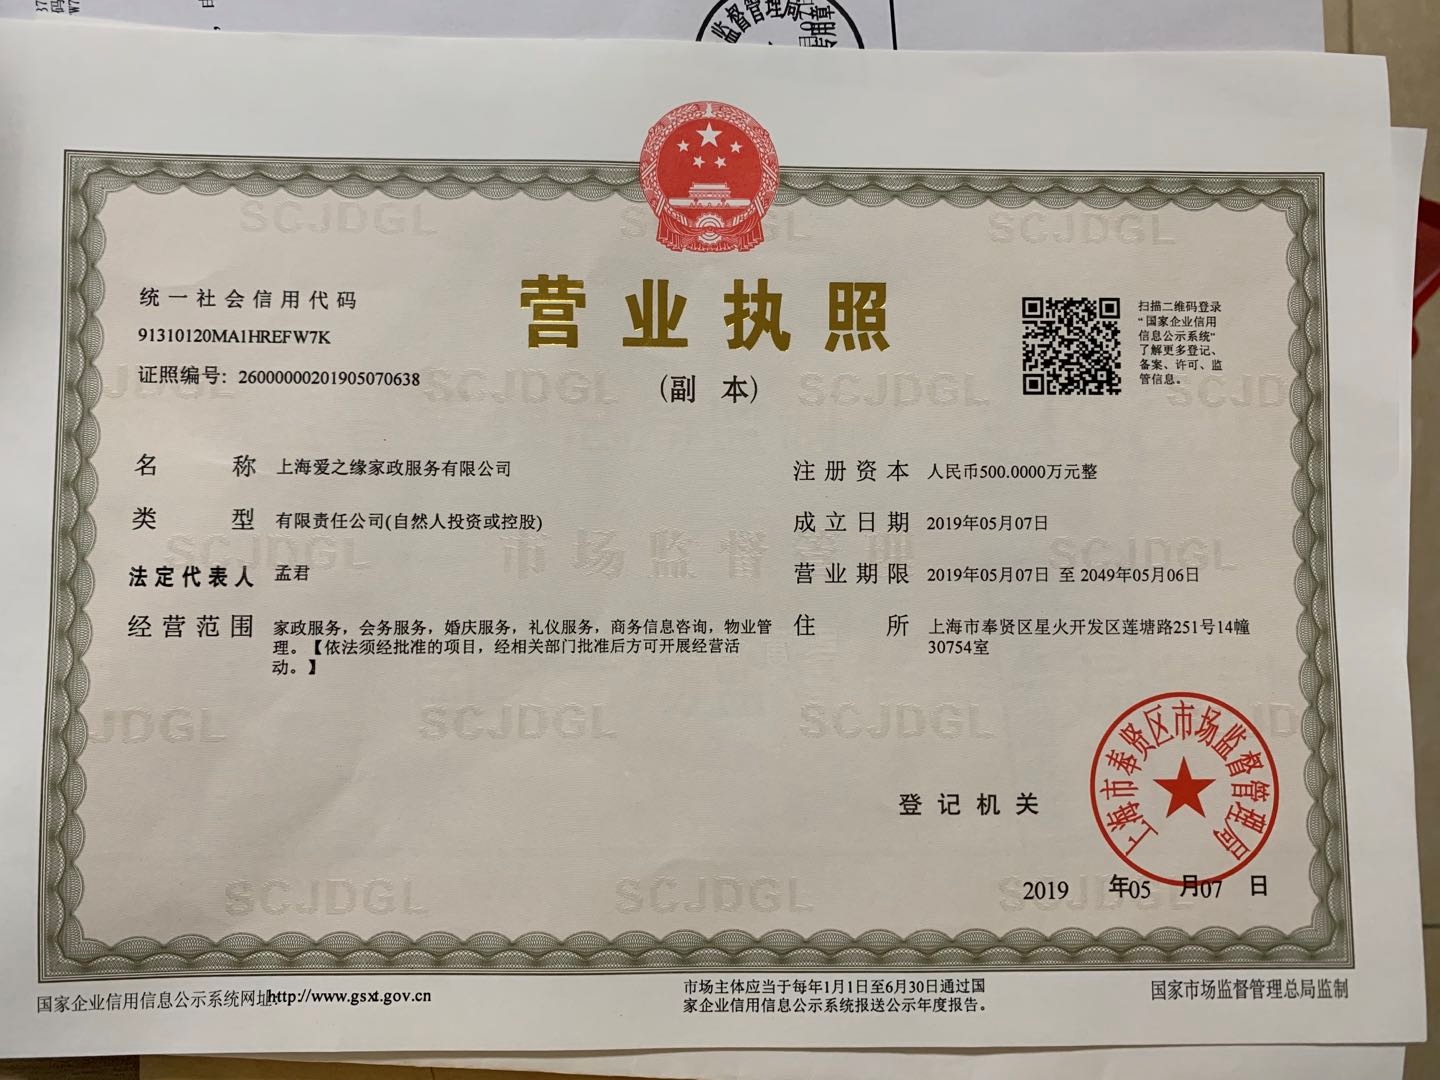 监督管理局
专用章
营业执照
(副 本)
统一社会信用代码
91310120MA1HREFW7K
证照编号: 26000000201905070638
扫描二维码登录
“国家企业信用
信息公示系统”
了解更多登记、
备案、许可、监
管信息。
名 称 上海爱之缘家政服务有限公司
类 型 有限责任公司(自然人投资或控股)
法定代表人 孟君
经营范围 家政服务，会务服务，婚庆服务，礼仪服务，商务信息咨询，物业管
理。【依法须经批准的项目，经相关部门批准后方可开展经营活
动。】
注册资本 人民币500.0000万元整
成立日期 2019年05月07日
营业期限 2019年05月07日 至 2049年05月06日
住 所 上海市奉贤区星火开发区莲塘路251号14幢
30754室
SCJDGL
市场监督管理
登记机关
上海市奉贤区市场监督管理局
2019 年05 月07 日
国家企业信用信息公示系统网址:http://www.gsxt.gov.cn
市场主体应当于每年1月1日至6月30日通过国
家企业信用信息公示系统报送公示年度报告。
国家市场监督管理总局监制